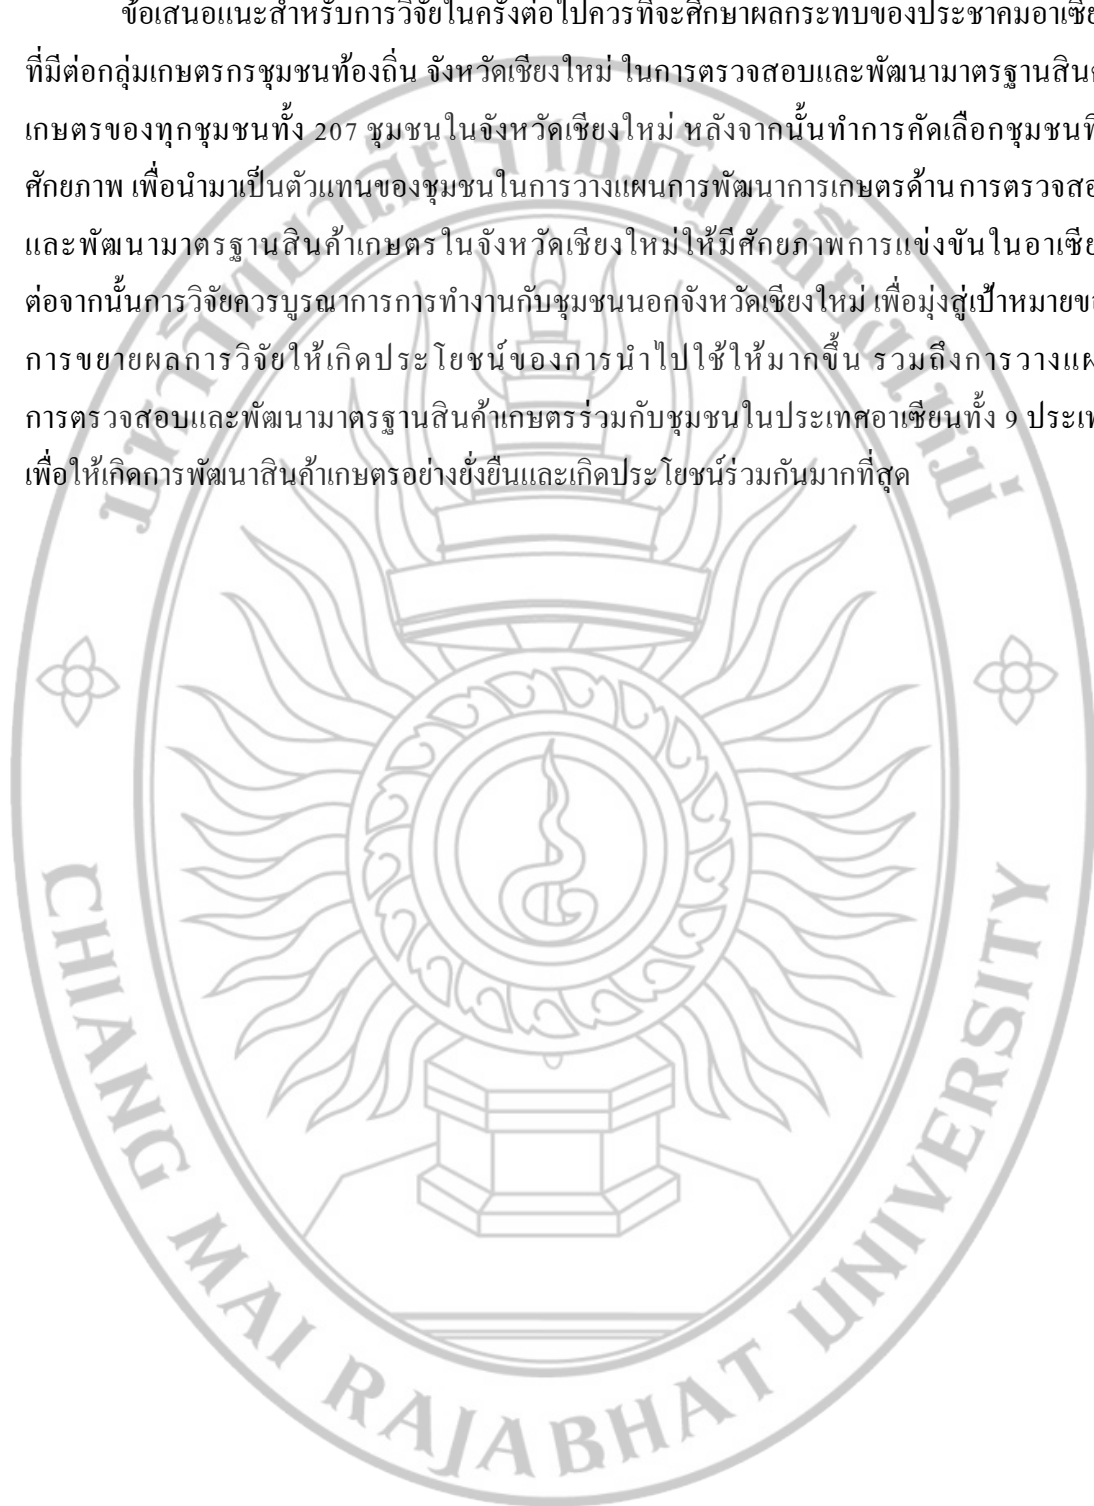 ข้อเสนอแนะสำหรับการวิจัยในครั้งต่อไปควรที่จะศึกษาผลกระทบของประชาคมอาเซีย
ที่มีต่อกลุ่มเกษตรกรชุมชนท้องถิ่น จังหวัดเชียงใหม่ ในการตรวจสอบและพัฒนามาตรฐานสินค
เกษตรของทุกชุมชนทั้ง 207 ชุมชนในจังหวัดเชียงใหม่ หลังจากนั้นทำการคัดเลือกชุมชนที
ศักยภาพ เพื่อนำมาเป็นตัวแทนของชุมชนในการวางแผนการพัฒนาการเกษตรด้านการตรวจสอ
และพัฒนามาตรฐานสินค้าเกษตรในจังหวัดเชียงใหม่ให้มีศักยภาพการแข่งขันในอาเซีย
ต่อจากนั้นการวิจัยควรบูรณาการการทำงานกับชุมชนนอกจังหวัดเชียงใหม่ เพื่อมุ่งสู่เป้าหมายขอ
การขยายผลการวิจัยให้เกิดประโยชน์ของการนำไปใช้ให้มากขึ้น รวมถึงการวางแผ
การตรวจสอบและพัฒนามาตรฐานสินค้าเกษตรร่วมกับชุมชนในประเทศอาเซียนทั้ง 9 ประเท
เพื่อให้เกิดการพัฒนาสินค้าเกษตรอย่างยั่งยืนและเกิดประโยชน์ร่วมกันมากที่สุด
มหาวิทยาลัยราชภัฏเชียงใหม่
CHIANG MAI RAJABHAT UNIVERSITY